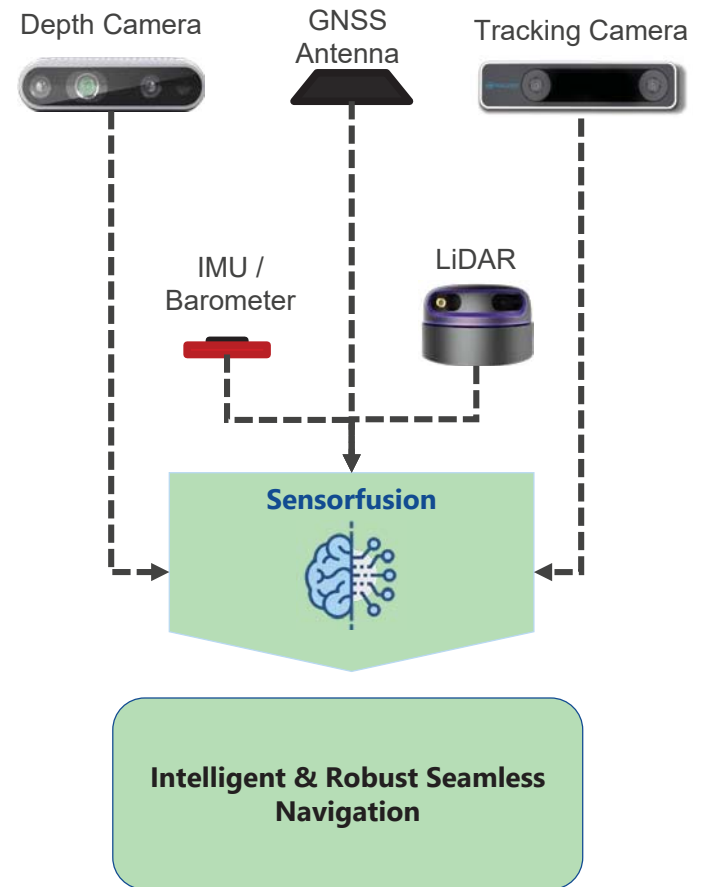 Depth Camera
GNSS
Antenna
Tracking Camera
IMU /
Barometer
LiDAR
Sensorfusion
Intelligent & Robust Seamless
Navigation